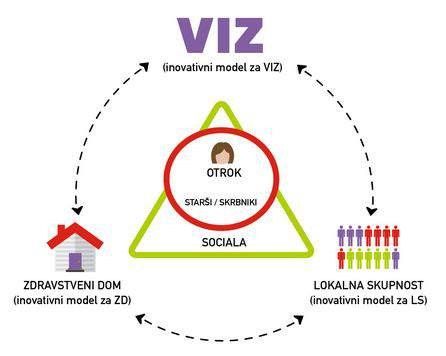 VIZ
(inovativni model za VIZ)
OTROK
STARŠI / SKRBNIKI
SOCIALA
ZDRAVSTVENI DOM
(inovativni model za ZD)
LOKALNA SKUPNOST
(inovativni model za LS)